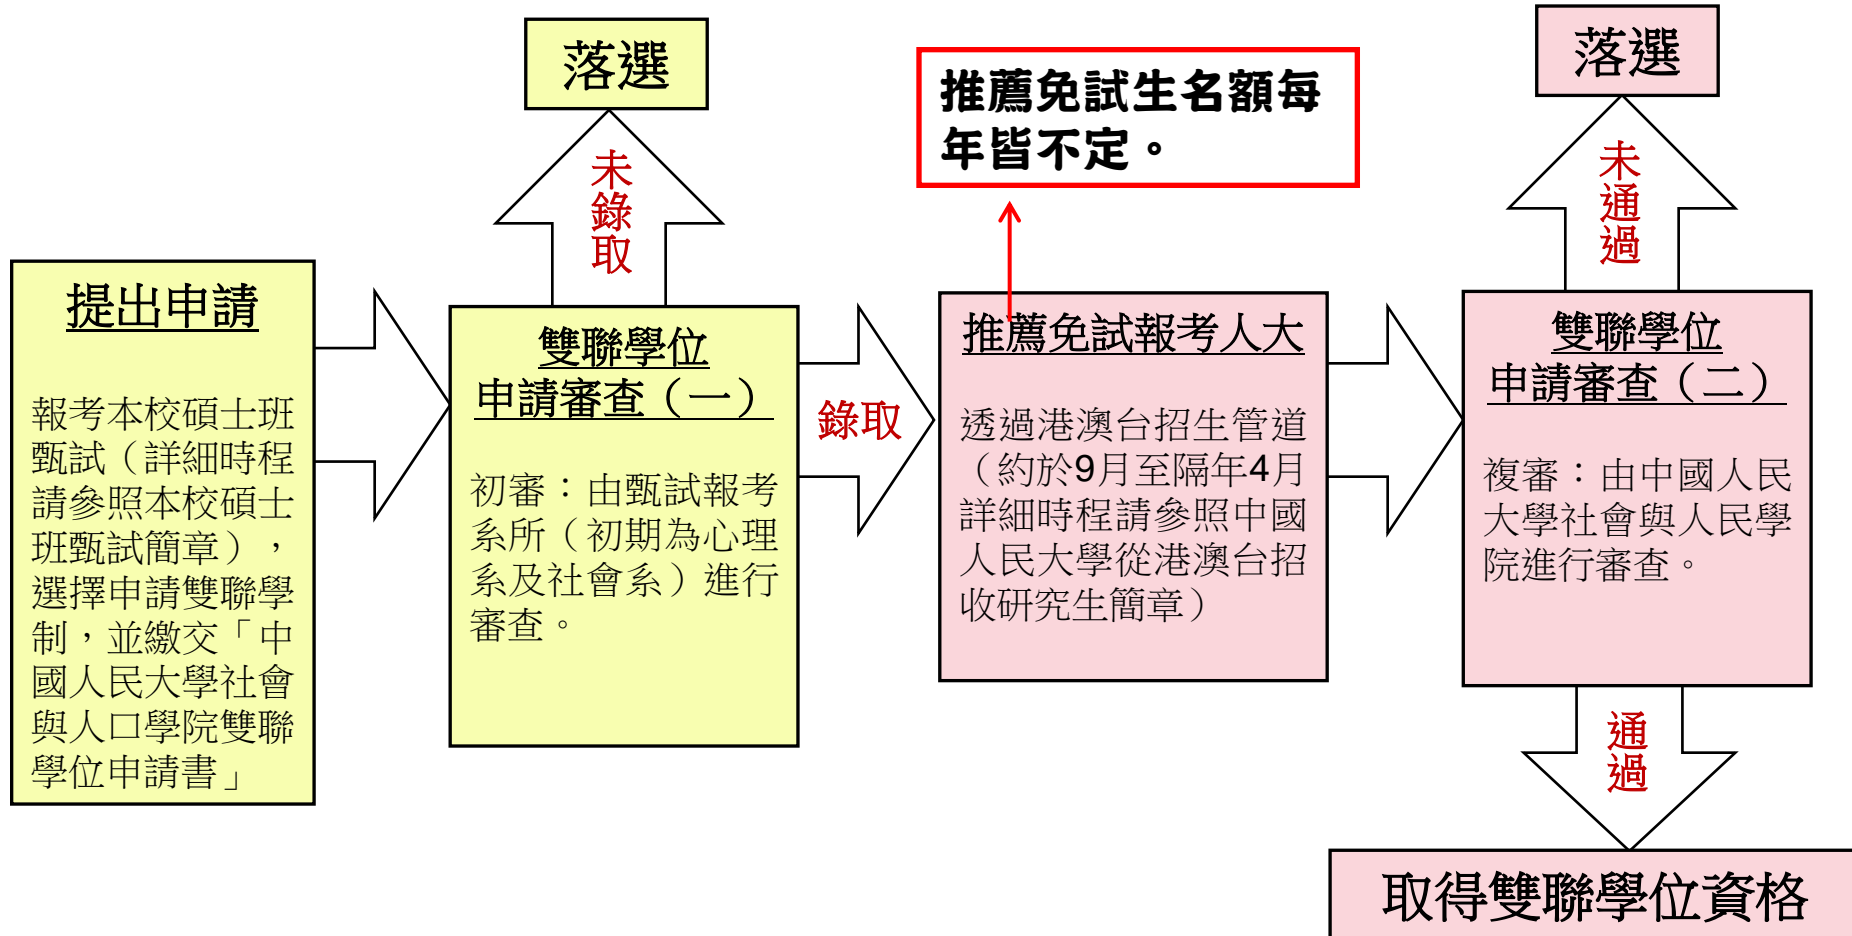 提出申請
報考本校碩士班
甄試（詳細時程
請參照本校碩士
班甄試簡章），
選擇申請雙聯學
制，並繳交「中
國人民大學社會
與人口學院雙聯
學位申請書」
落選
未錄取
雙聯學位
申請審查（一）
初審：由甄試報考
系所（初期為心理
系及社會系）進行
審查。
錄取
推薦免試生名額每
年皆不定。
推薦免試報考人大
透過港澳台招生管道
（約於9月至隔年4月
詳細時程請參照中國
人民大學從港澳台招
收研究生簡章）
落選
未通過
雙聯學位
申請審查（二）
複審：由中國人民
大學社會與人民學
院進行審查。
通過
取得雙聯學位資格